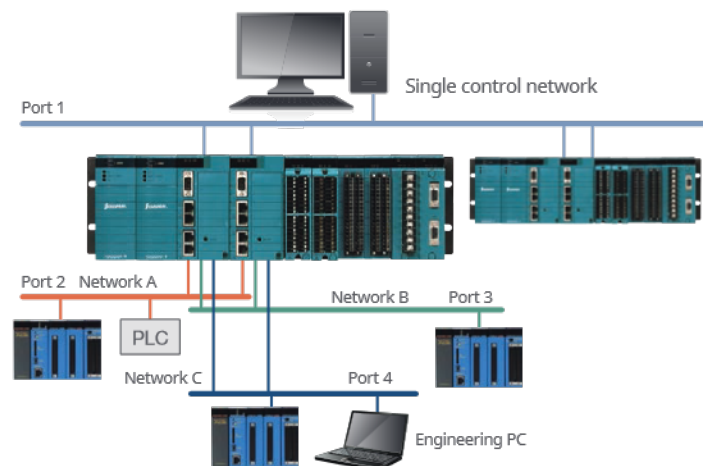 Single control network
Port 1
Port 2
Network A
Network B
Port 3
PLC
Network C
Port 4
Engineering PC